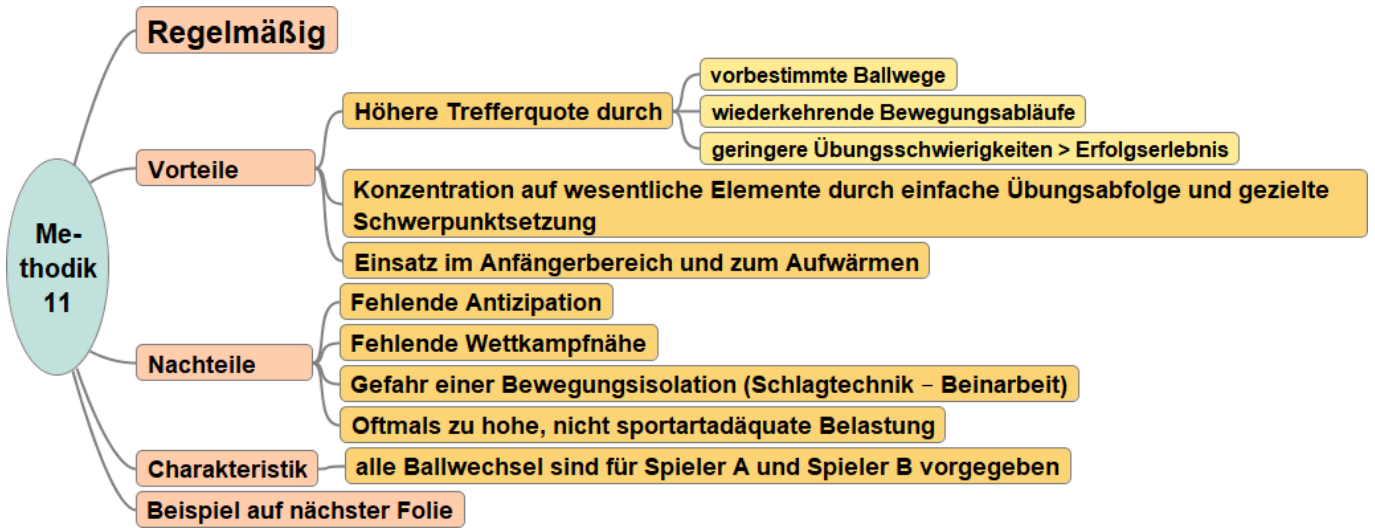 Me-
thodik
11
Regelmäßig
Vorteile
Höhere Trefferquote durch
vorbestimmte Ballwege
wiederkehrende Bewegungsabläufe
geringere Übungsschwierigkeiten > Erfolgserlebnis
Konzentration auf wesentliche Elemente durch einfache Übungsabfolge und gezielte
Schwerpunktsetzung
Einsatz im Anfängerbereich und zum Aufwärmen
Nachteile
Fehlende Antizipation
Fehlende Wettkampfnähe
Gefahr einer Bewegungsisolation (Schlagtechnik – Beinarbeit)
Oftmals zu hohe, nicht sportartadäquate Belastung
Charakteristik
alle Ballwechsel sind für Spieler A und Spieler B vorgegeben
Beispiel auf nächster Folie